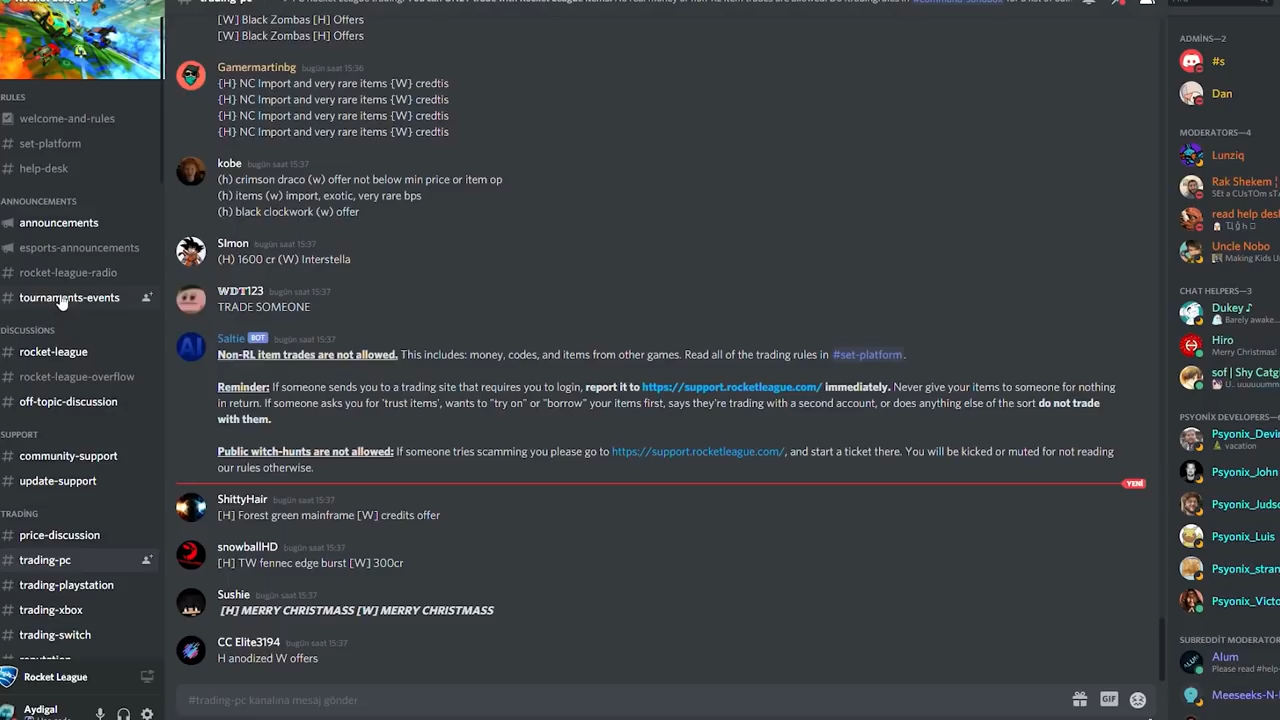 RULES
welcome-and-rules
# set-platform
# help-desk
ANNOUNCEMENTS
announcements
esports-announcements
# rocket-league-radio
# tournaments-events
DİSCUSSİONS
# rocket-league
# rocket-league-overflow
# off-topic-discussion
SUPPORT
# community-support
# update-support
TRADİNG
# price-discussion
# trading-pc
# trading-playstation
# trading-xbox
# trading-switch
Rocket League
Aydigal
trading-pc
[W] Black Zombas [H] Offers
[W] Black Zombas [H] Offers
Gamermartinbg bugün saat 15:36
{H} NC Import and very rare items {W} credtis
{H} NC Import and very rare items {W} credtis
{H} NC Import and very rare items {W} credtis
{H} NC Import and very rare items {W} credtis
kobe bugün saat 15:37
(h) crimson draco (w) offer not below min price or item op
(h) items (w) import, exotic, very rare bps
(h) black clockwork (w) offer
SImon bugün saat 15:37
(H) 1600 cr (W) Interstella
WDT123 bugün saat 15:37
TRADE SOMEONE
AI
Saltie BOT bugün saat 15:37
Non-RL item trades are not allowed. This includes: money, codes, and items from other games. Read all of the trading rules in #set-platform.
Reminder: If someone sends you to a trading site that requires you to login, report it to https://support.rocketleague.com/ immediately. Never give your items to someone for nothing
in return. If someone asks you for 'trust items', wants to "try on" or "borrow" your items first, says they're trading with a second account, or does anything else of the sort do not trade
with them.
Public witch-hunts are not allowed: If someone tries scamming you please go to https://support.rocketleague.com/, and start a ticket there. You will be kicked or muted for not reading
our rules otherwise.
YENİ
ShittyHair bugün saat 15:37
[H] Forest green mainframe [W] credits offer
snowballHD bugün saat 15:37
[H] TW fennec edge burst [W] 300cr
Sushie bugün saat 15:37
[H] MERRY CHRISTMASS [W] MERRY CHRISTMASS
CC Elite3194 bugün saat 15:37
H anodized W offers
#trading-pc kanalına mesaj gönder
GIF
ADMİNS—2
#s
Dan
MODERATORS—4
Lunziq
Rak Shekem
SEt a CUsTOm sT
read help des
Uncle Nobo
Making Kids U
CHAT HELPERS—3
Dukey ♪
Barely awake...
Hiro
Merry Christmas!
sof | Shy Catg
PSYONİX DEVELOPERS—
Psyonix_Devi
vacation
Psyonix_John
Psyonix_Juds
Psyonix_Luis
Psyonix_stran
Psyonix_Victo
SUBREDDİT MODERATOR
Alum
Please read #help-
Meeseeks-N-